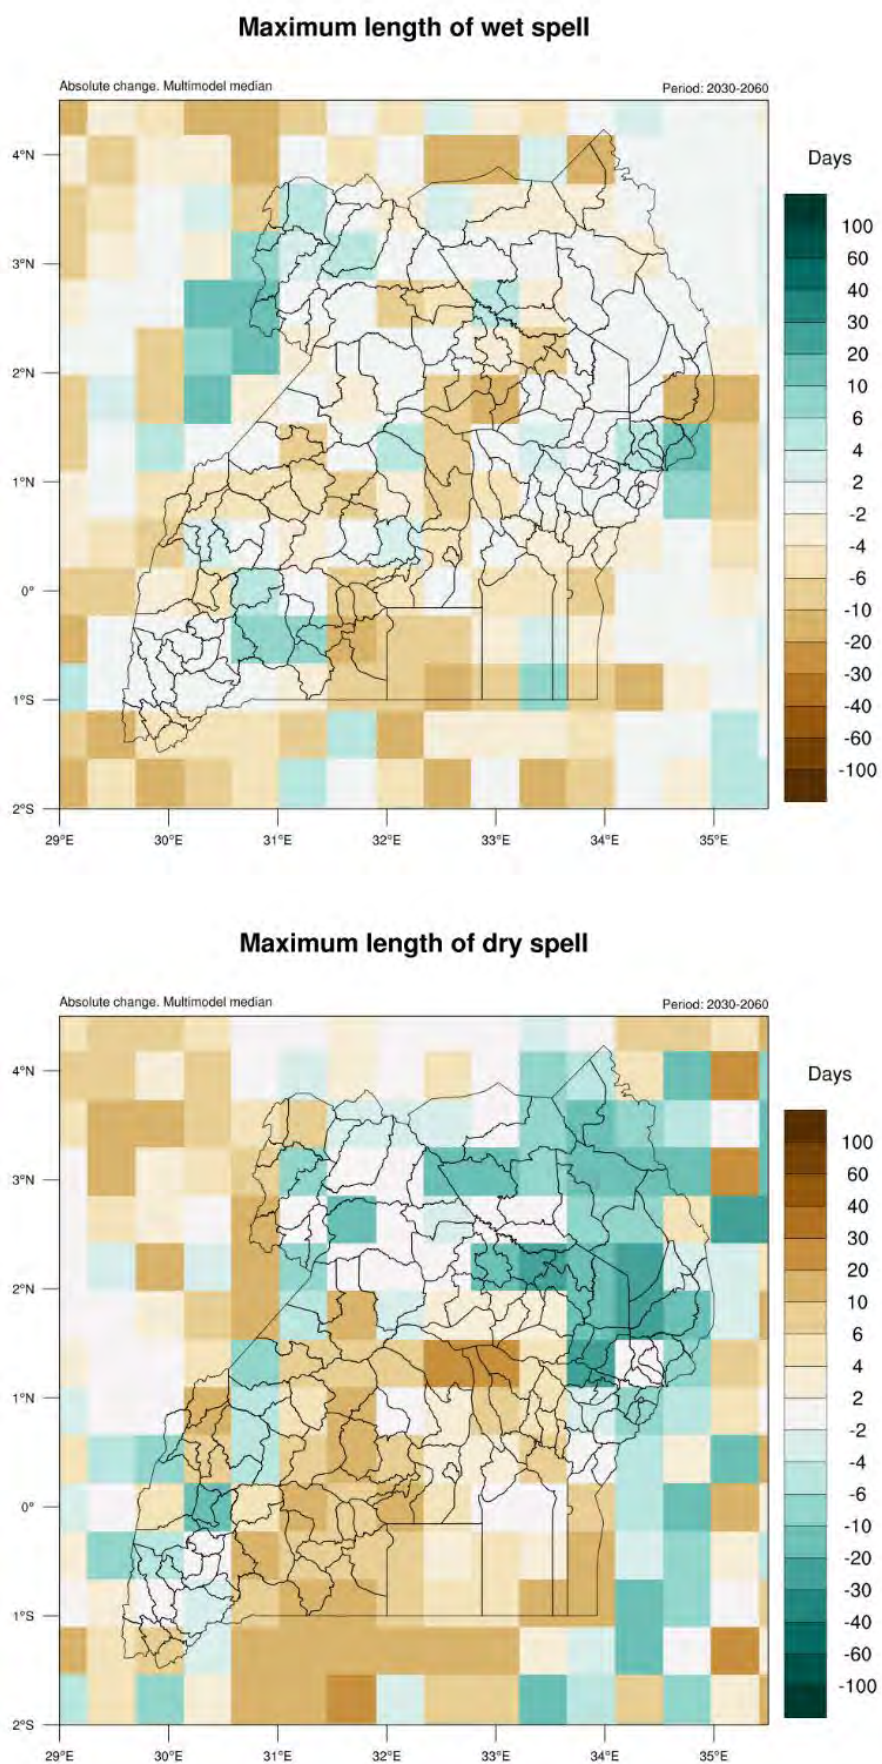 Maximum length of wet spell
Absolute change. Multimodel median
Period: 2030-2060
Days
4°N
3°N
2°N
1°N
0°
1°S
2°S
29°E
30°E
31°E
32°E
33°E
34°E
35°E
100
60
40
30
20
10
6
4
2
-2
-4
-6
-10
-20
-30
-40
-60
-100
Maximum length of dry spell
Absolute change. Multimodel median
Period: 2030-2060
Days
4°N
3°N
2°N
1°N
0°
1°S
2°S
29°E
30°E
31°E
32°E
33°E
34°E
35°E
100
60
40
30
20
10
6
4
2
-2
-4
-6
-10
-20
-30
-40
-60
-100